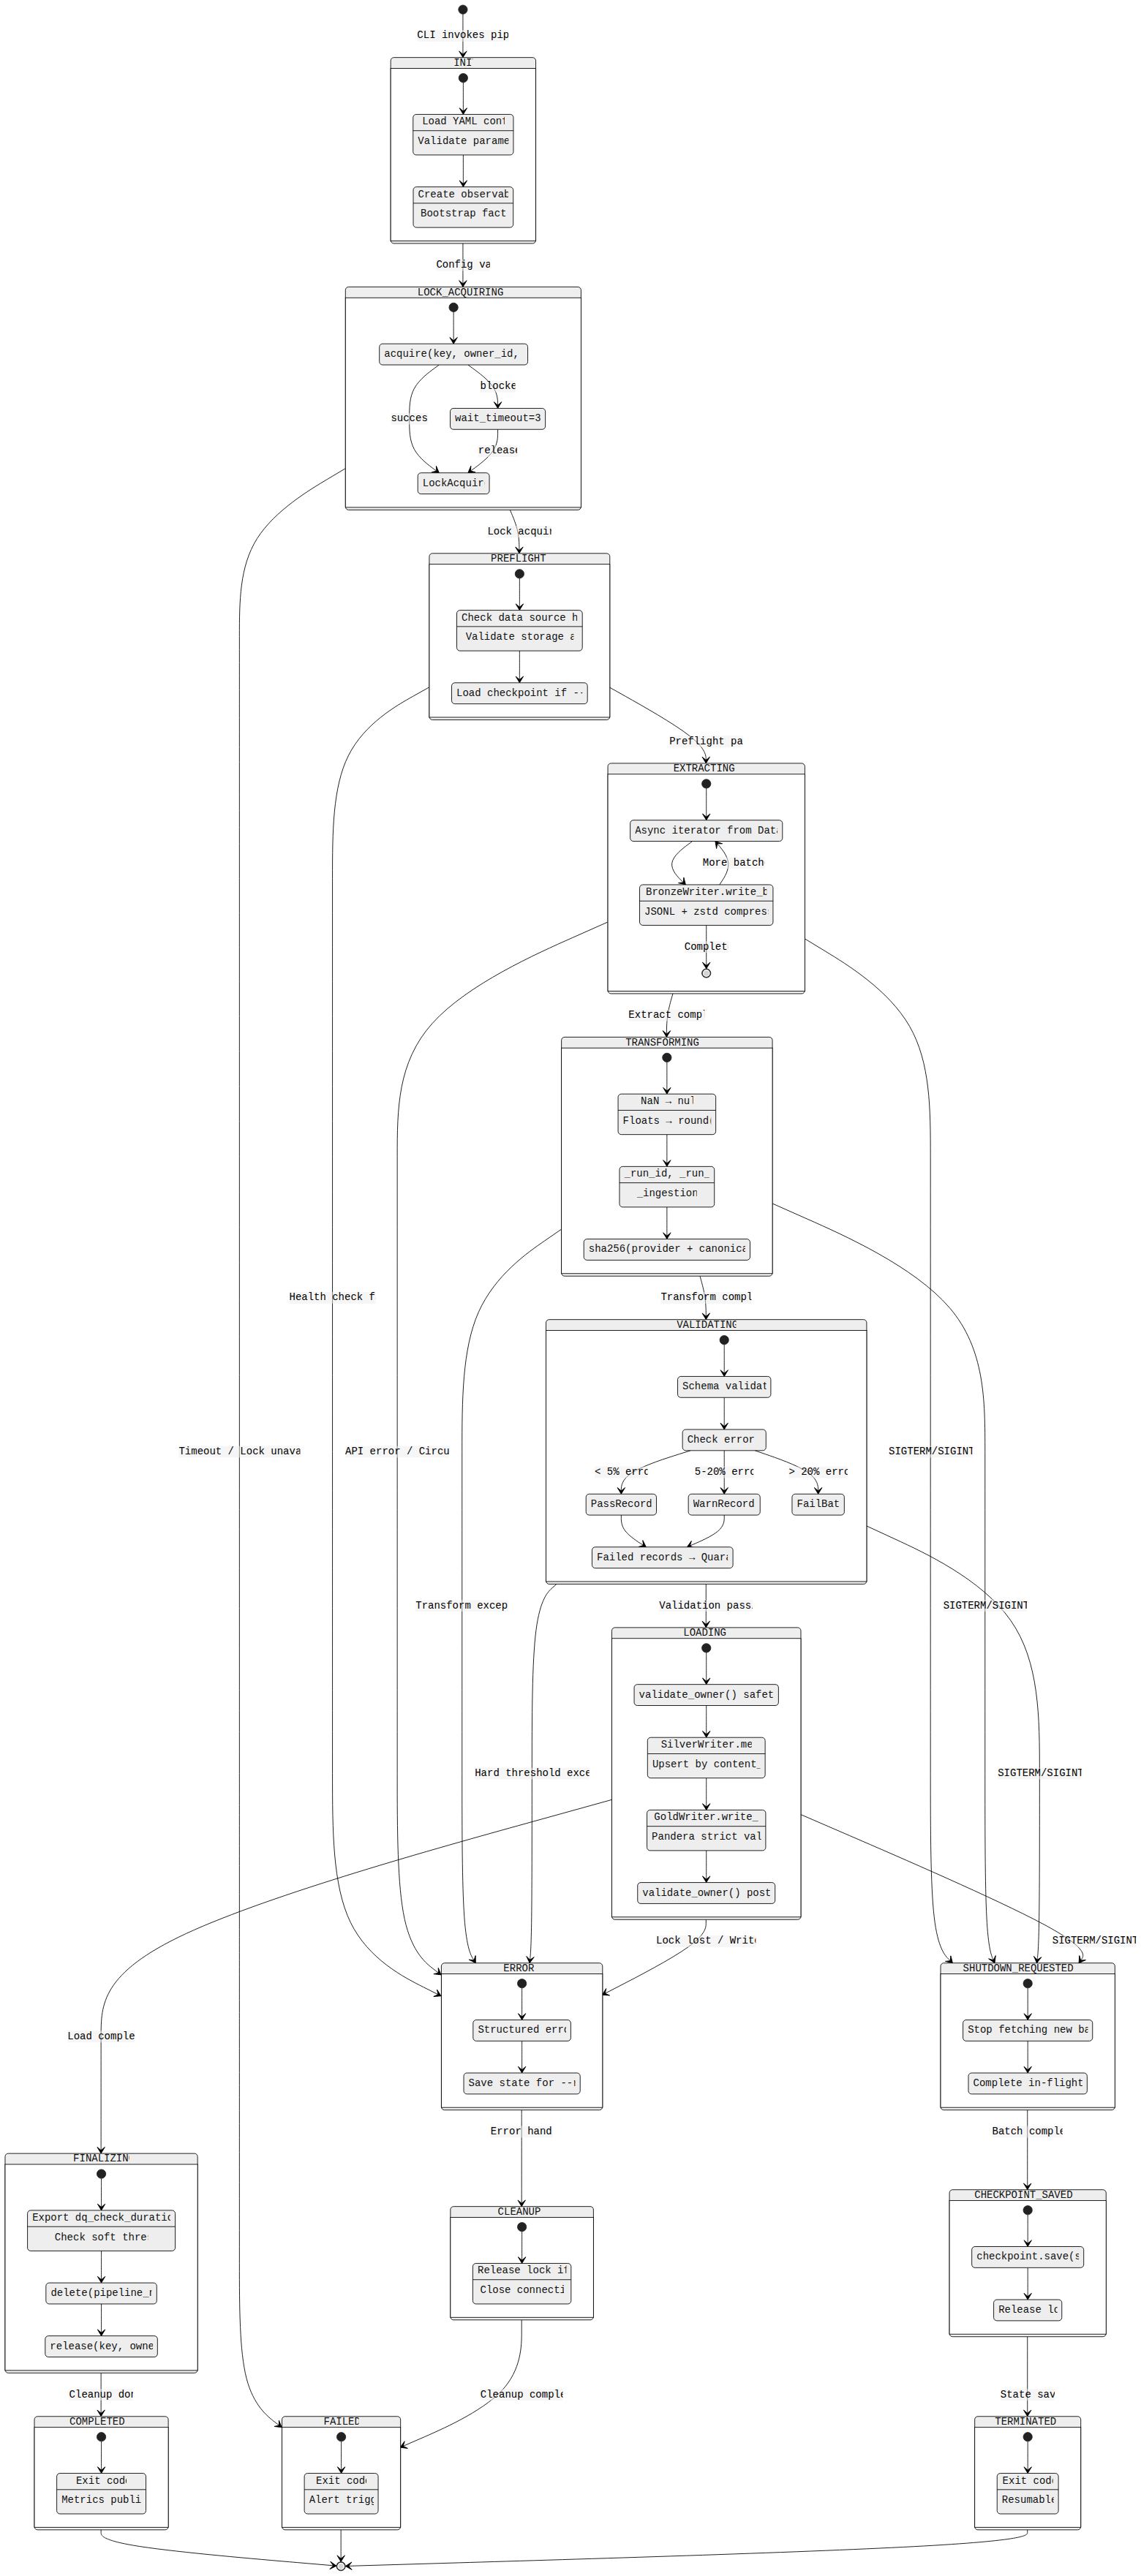 CLI invokes pip
INI
Load YAML conf
Validate parame
Create observab
Bootstrap fact
Config va
LOCK_ACQUIRING
acquire(key, owner_id,
blocke
succes
wait_timeout=3
release
LockAcquir
Lock acquir
PREFLIGHT
Check data source h
Validate storage a
Load checkpoint if --
Preflight pa
EXTRACTING
Async iterator from Data
More batch
BronzeWriter.write_b
JSONL + zstd compres
Complet
Extract compl
TRANSFORMING
NaN → nul
Floats → round(
_run_id, _run_
_ingestion
sha256(provider + canonica
Health check f
Transform compl
VALIDATING
Schema validat
Check error
Timeout / Lock unava
API error / Circu
SIGTERM/SIGINT
< 5% erro
5-20% erro
> 20% erro
PassRecord
WarnRecord
FailBat
Failed records → Quara
Transform excep
Validation pass
SIGTERM/SIGINT
LOADING
validate_owner() safet
SilverWriter.me
Upsert by content_
Hard threshold exce
SIGTERM/SIGINT
GoldWriter.write_
Pandera strict val
validate_owner() post
Lock lost / Write
SIGTERM/SIGINT
ERROR
SHUTDOWN_REQUESTED
Structured erro
Stop fetching new ba
Load comple
Save state for --r
Complete in-flight
Error hand
Batch comple
FINALIZING
Export dq_check_duratio
Check soft thres
delete(pipeline_n
release(key, owne
CLEANUP
Release lock if
Close connecti
CHECKPOINT_SAVED
checkpoint.save(s
Release lo
Cleanup don
Cleanup comple
State sav
COMPLETED
Exit code
Metrics publi
FAILED
Exit code
Alert trigg
TERMINATED
Exit code
Resumable